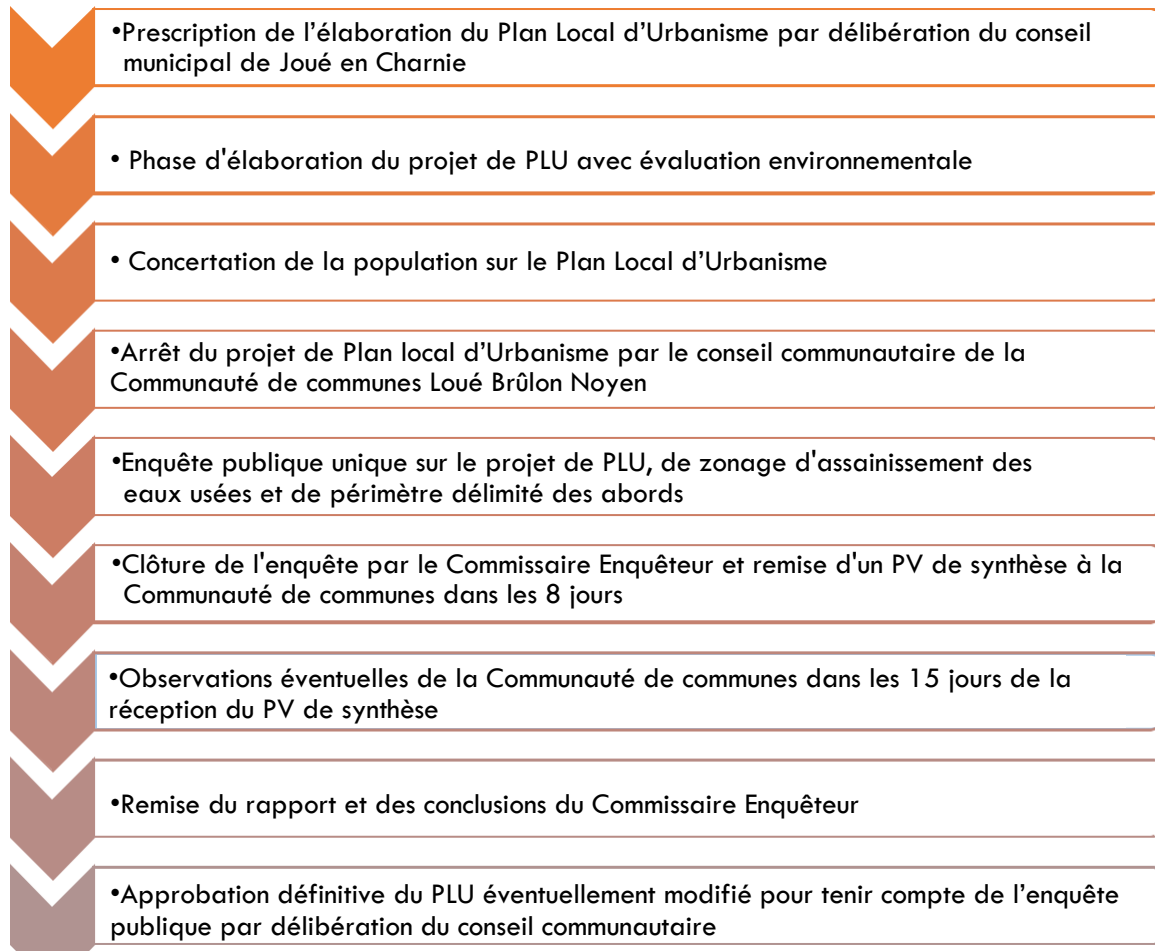 •Prescription de l’élaboration du Plan Local d’Urbanisme par délibération du conseil
municipal de Joué en Charnie
• Phase d'élaboration du projet de PLU avec évaluation environnementale
• Concertation de la population sur le Plan Local d’Urbanisme
•Arrêt du projet de Plan local d’Urbanisme par le conseil communautaire de la
Communauté de communes Loué Brûlon Noyen
•Enquête publique unique sur le projet de PLU, de zonage d'assainissement des
eaux usées et de périmètre délimité des abords
•Clôture de l'enquête par le Commissaire Enquêteur et remise d'un PV de synthèse à la
Communauté de communes dans les 8 jours
•Observations éventuelles de la Communauté de communes dans les 15 jours de la
réception du PV de synthèse
•Remise du rapport et des conclusions du Commissaire Enquêteur
•Approbation définitive du PLU éventuellement modifié pour tenir compte de l’enquête
publique par délibération du conseil communautaire